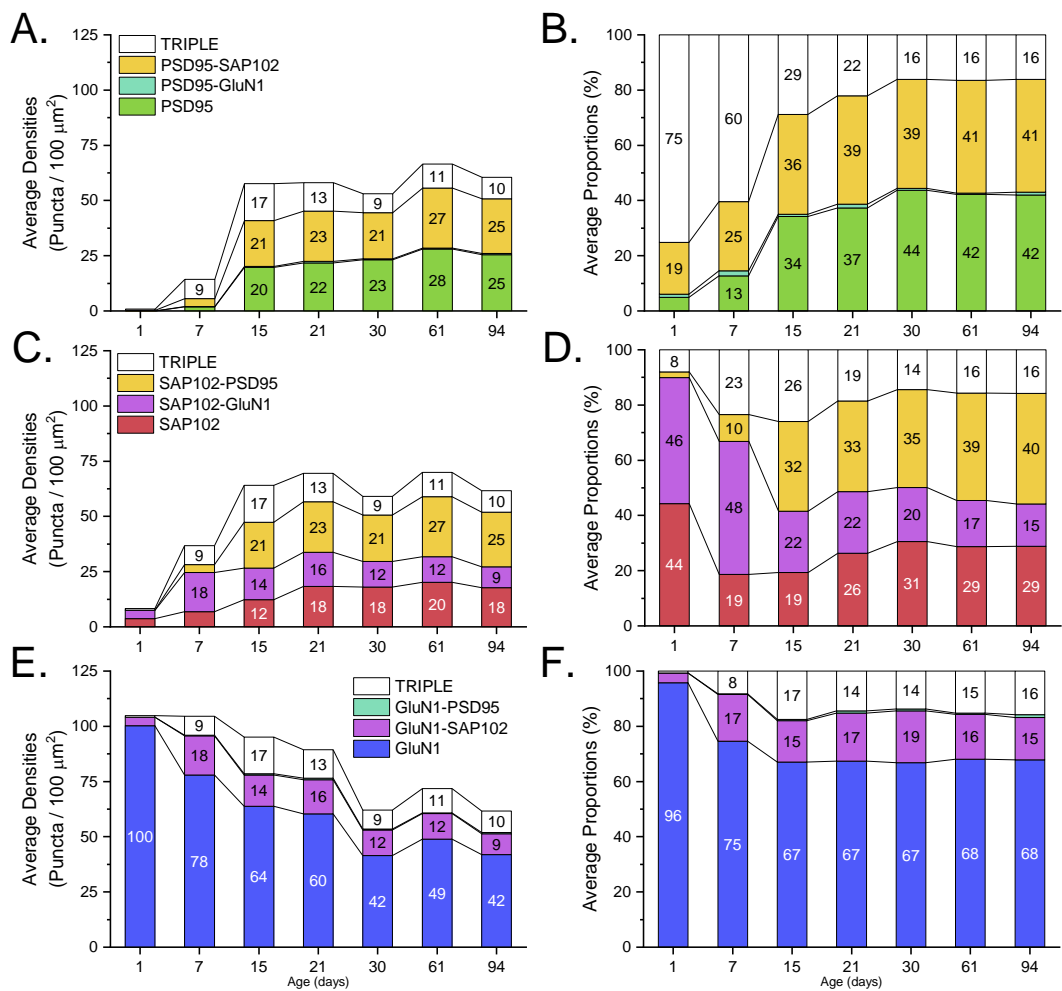 A.
Average Densities
(Puncta / 100 μm²)
125
100
75
50
25
0
TRIPLE
PSD95-SAP102
PSD95-GluN1
PSD95
9
17 13 9 11 10
21 23 21 27 25
20 22 23 28 25
1 7 15 21 30 61 94
B.
Average Proportions (%)
100
80
60
40
20
0
75 60 29 22 16 16 16
19 25 36 39 39 41 41
13 34 37 44 42 42
1 7 15 21 30 61 94
C.
Average Densities
(Puncta / 100 μm²)
125
100
75
50
25
0
TRIPLE
SAP102-PSD95
SAP102-GluN1
SAP102
9 17 13 9 11 10
21 23 21 27 25
18 14 16 12 12 9
12 18 18 20 18
1 7 15 21 30 61 94
D.
Average Proportions (%)
100
80
60
40
20
0
8 23 26 19 14 16 16
10 32 33 35 39 40
46 48 22 22 20 17 15
44 19 19 26 31 29 29
1 7 15 21 30 61 94
E.
Average Densities
(Puncta / 100 μm²)
125
100
75
50
25
0
TRIPLE
GluN1-PSD95
GluN1-SAP102
GluN1
9 17 13 9 11 10
18 14 16 12 12 9
100 78 64 60 42 49 42
1 7 15 21 30 61 94
Age (days)
F.
Average Proportions (%)
100
80
60
40
20
0
8 17 14 14 15 16
17 15 17 19 16 15
96 75 67 67 67 68 68
1 7 15 21 30 61 94
Age (days)